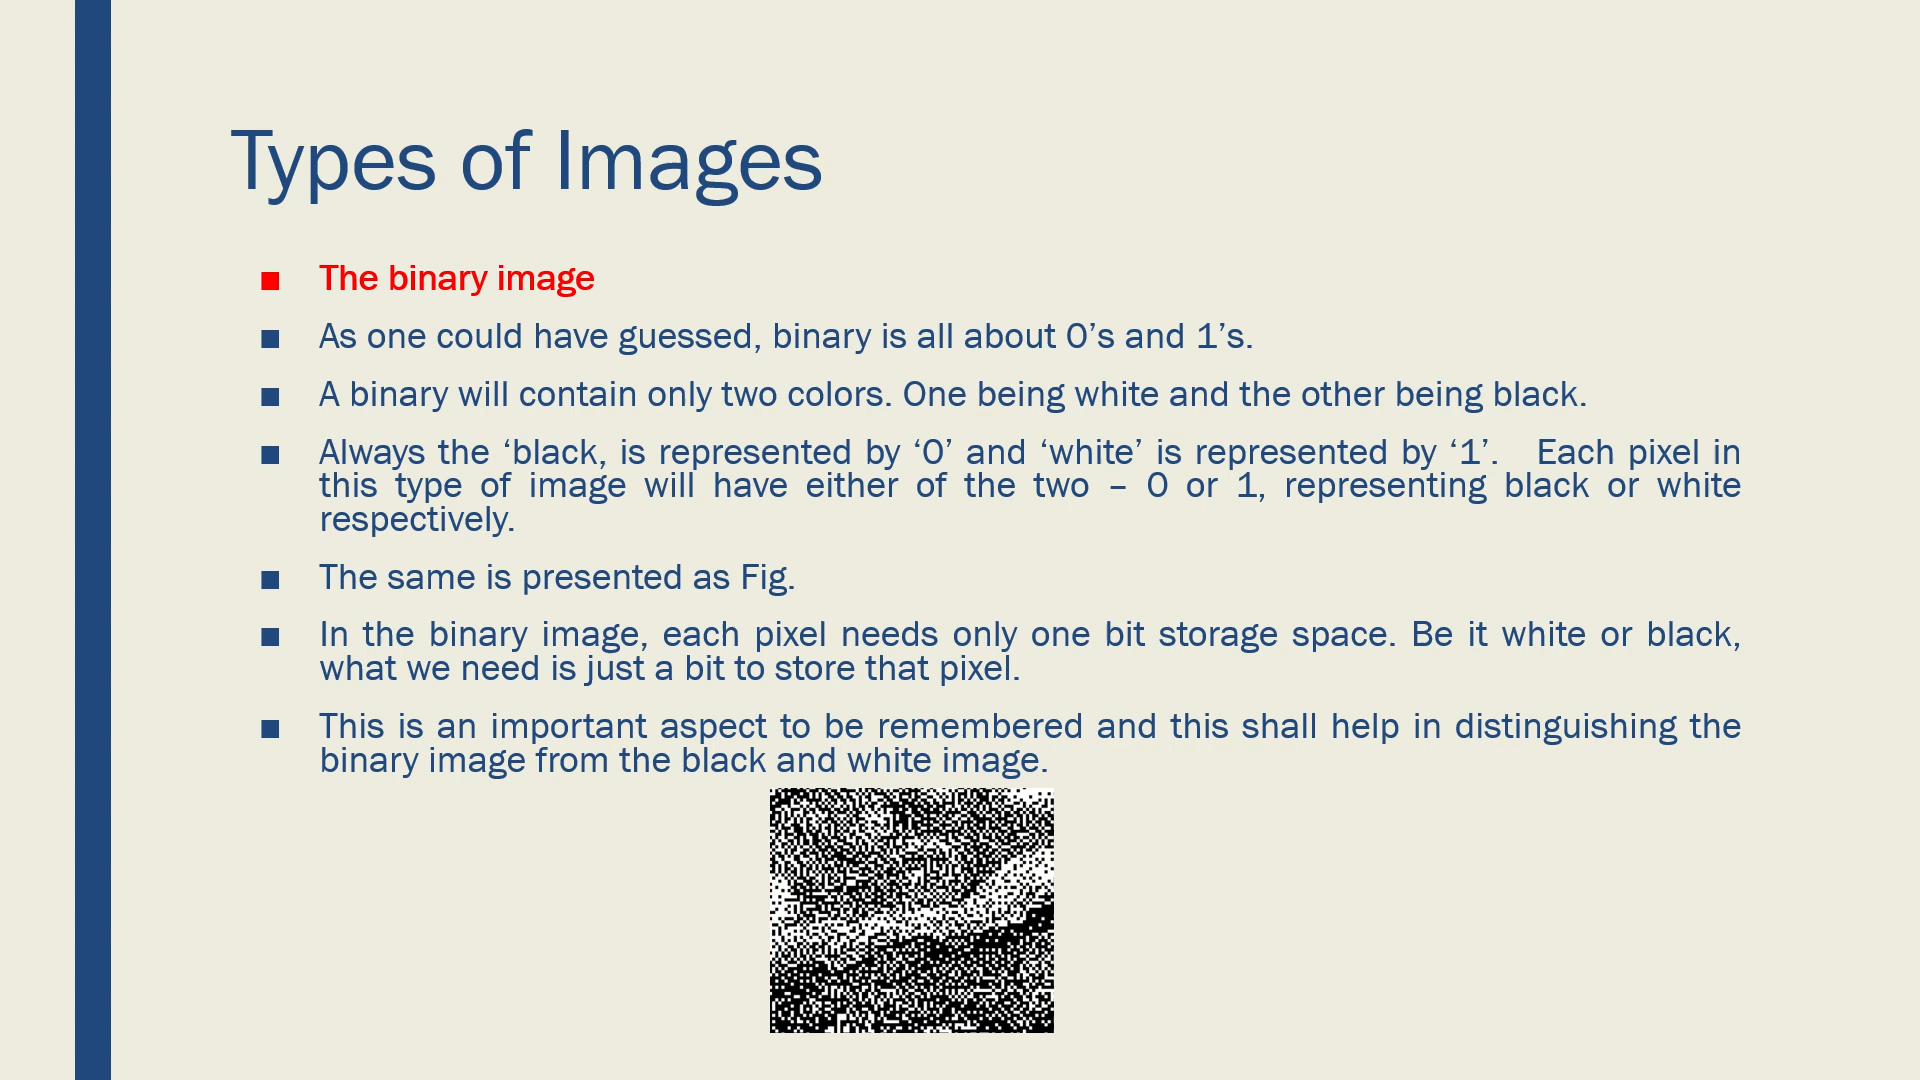 Types of Images
■ The binary image
■ As one could have guessed, binary is all about 0’s and 1’s.
■ A binary will contain only two colors. One being white and the other being black.
■ Always the ‘black, is represented by ‘0’ and ‘white’ is represented by ‘1’. Each pixel in
this type of image will have either of the two – 0 or 1, representing black or white
respectively.
■ The same is presented as Fig.
■ In the binary image, each pixel needs only one bit storage space. Be it white or black,
what we need is just a bit to store that pixel.
■ This is an important aspect to be remembered and this shall help in distinguishing the
binary image from the black and white image.